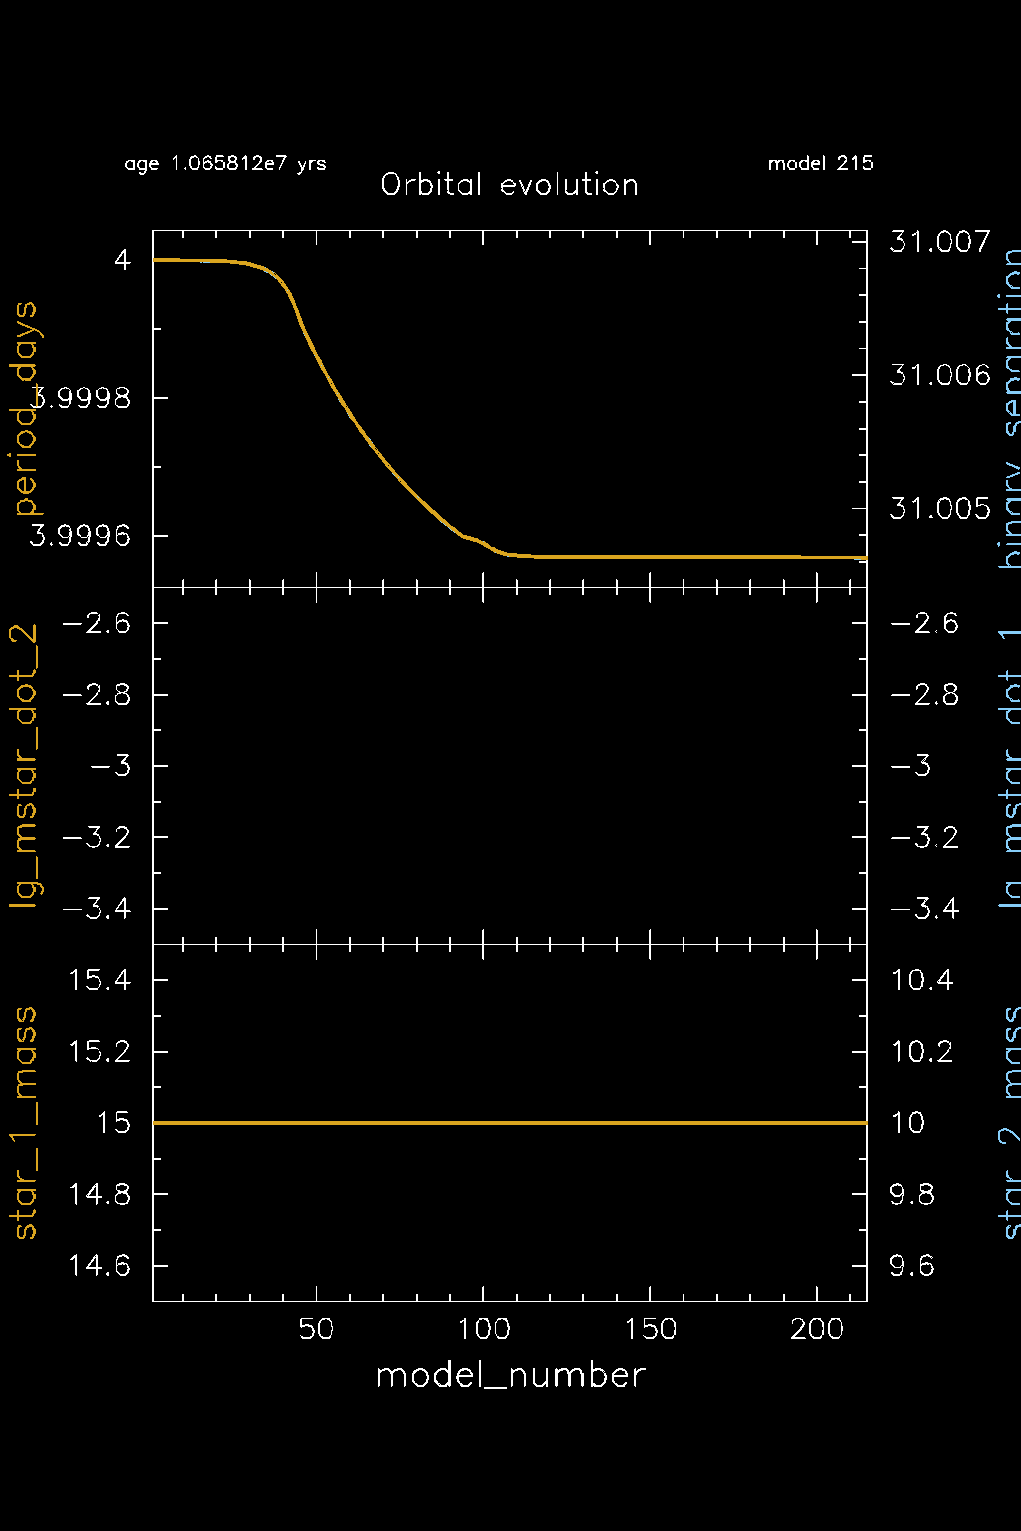 age 1.065812e7 yrs
model 215
Orbital evolution
period_days
4
3.9998
3.9996
31.007
31.006
31.005
binary_separation
lg_mstar_dot_2
-2.6
-2.8
-3
-3.2
-3.4
-2.6
-2.8
-3
-3.2
-3.4
lg_mstar_dot_1
star_1_mass
15.4
15.2
15
14.8
14.6
10.4
10.2
10
9.8
9.6
star_2_mass
50 100 150 200
model_number